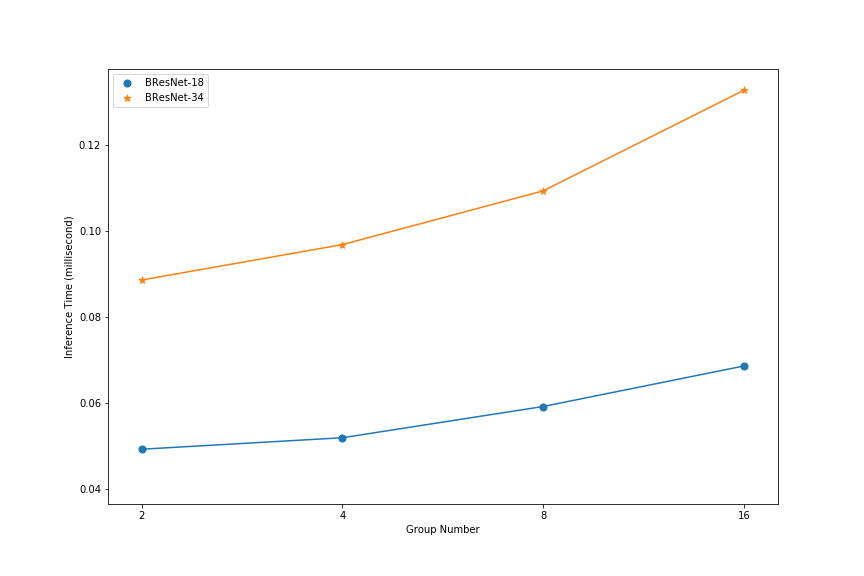 BResNet-18
BResNet-34
0.12
0.10
0.08
0.06
0.04
Inference Time (millisecond)
2 4 8 16
Group Number